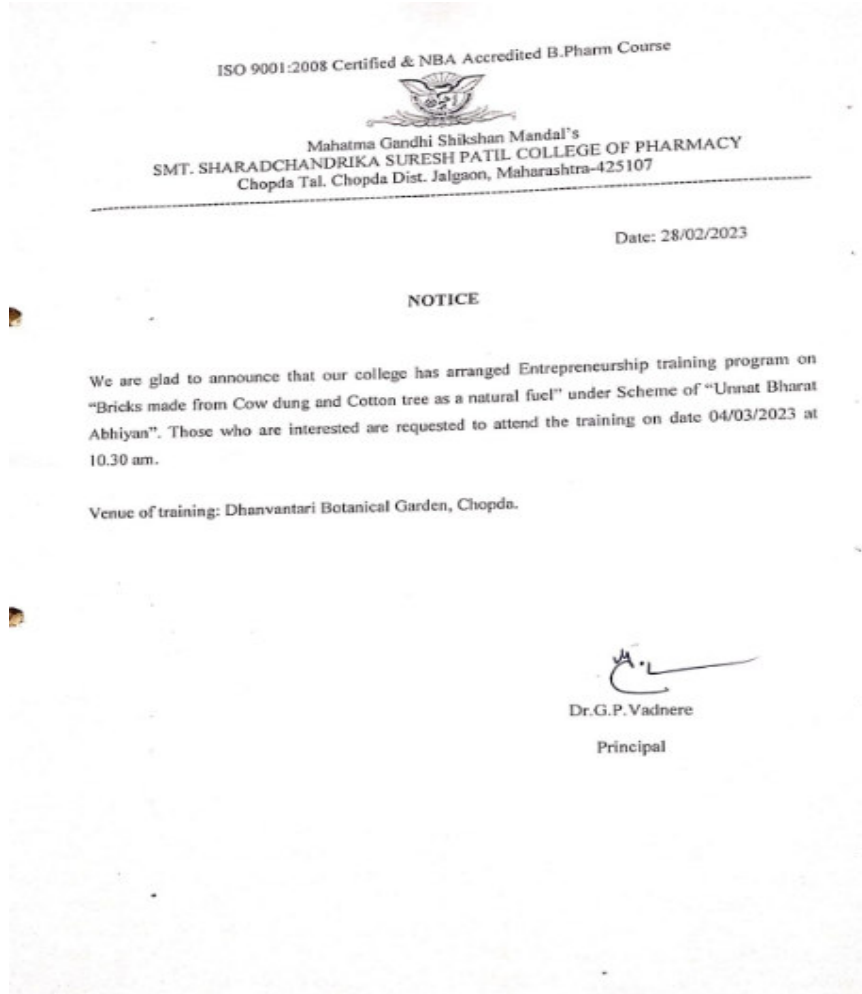 ISO 9001:2008 Certified & NBA Accredited B.Pharm Course
Mahatma Gandhi Shikshan Mandal's
SMT. SHARADCHANDRIKA SURESH PATIL COLLEGE OF PHARMACY
Chopda Tal. Chopda Dist. Jalgaon, Maharashtra-425107
Date: 28/02/2023
NOTICE
We are glad to announce that our college has arranged Entrepreneurship training program on
“Bricks made from Cow dung and Cotton tree as a natural fuel” under Scheme of “Unnat Bharat
Abhiyan”. Those who are interested are requested to attend the training on date 04/03/2023 at
10.30 am.
Venue of training: Dhanvantari Botanical Garden, Chopda.
Dr.G.P.Vadnere
Principal